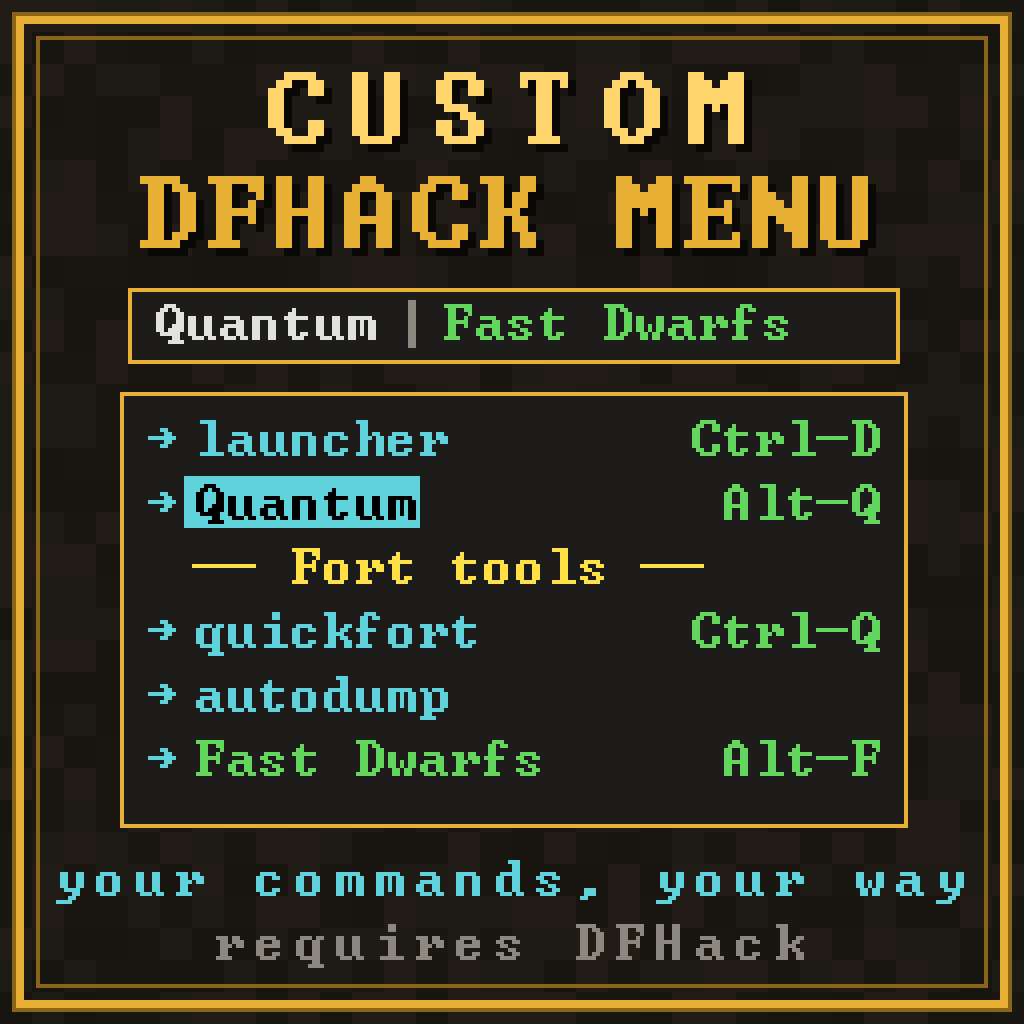 CUSTOM
DFHACK MENU
Quantum | Fast Dwarfs
→ launcher Ctrl-D
→ Quantum Alt-Q
── Fort tools ──
→ quickfort Ctrl-Q
→ autodump
→ Fast Dwarfs Alt-F
your commands, your way
requires DFHack